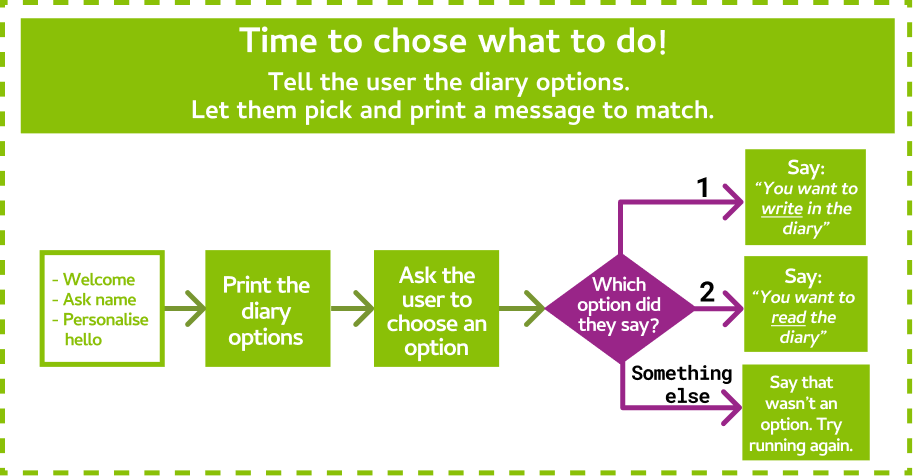 Time to chose what to do!
Tell the user the diary options.
Let them pick and print a message to match.
- Welcome
- Ask name
- Personalise
hello
Print the
diary
options
Ask the
user to
choose an
option
Which
option did
they say?
1
Say:
“You want to
write in the
diary”
2
Say:
“You want to
read the
diary”
Something
else
Say that
wasn't an
option. Try
running again.